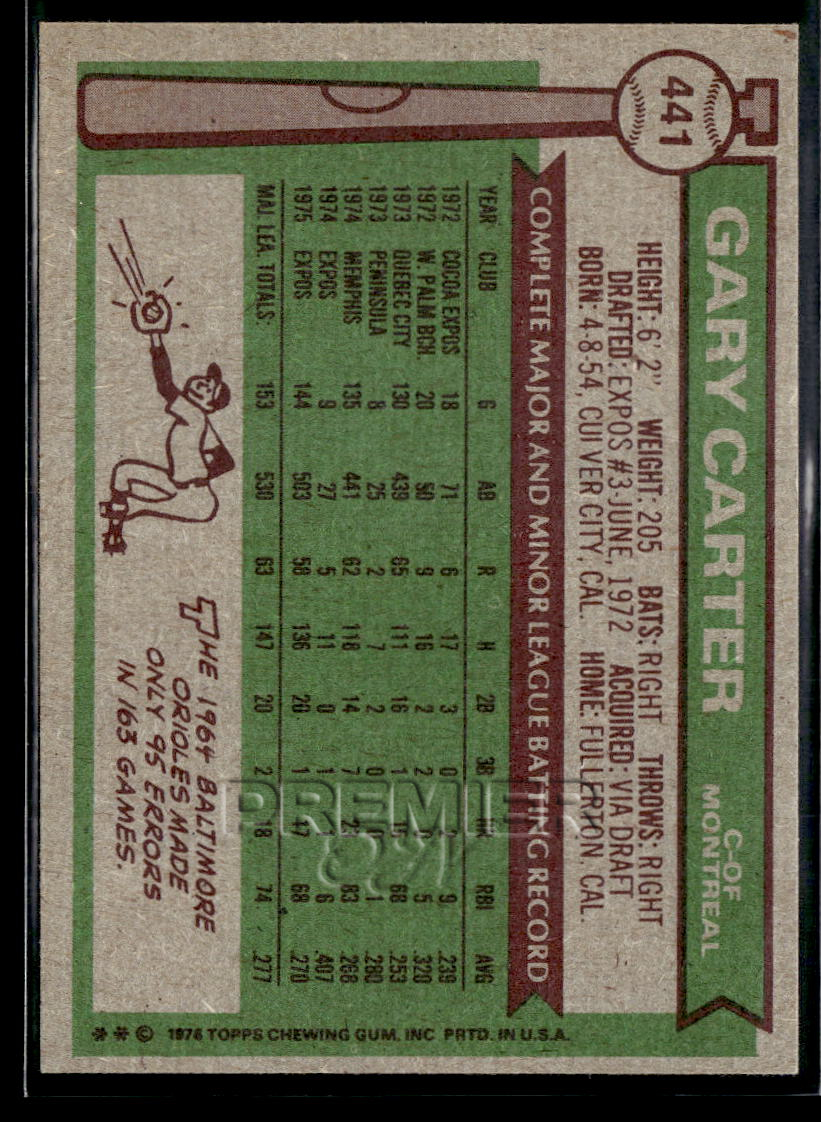 441
GARY CARTER
C-OF
MONTREAL
HEIGHT: 6' 2" WEIGHT: 205 BATS: RIGHT THROWS: RIGHT
DRAFTED: EXPOS #3-JUNE, 1972 ACQUIRED: VIA DRAFT
BORN: 4-8-54, CULVER CITY, CAL. HOME: FULLERTON, CAL.
COMPLETE MAJOR AND MINOR LEAGUE BATTING RECORD
YEAR CLUB G AB R H 2B 3B HR RBI AVG
1972 COCOA EXPOS 18 71 6 17 3 0 9 .239
1972 W. PALM BCH. 20 50 9 16 2 2 5 .320
1973 QUEBEC CITY 130 439 65 111 16 1 15 68 .253
1973 PENINSULA 8 25 2 7 2 0 1 .280
1974 MEMPHIS 135 441 62 118 14 7 23 83 .268
1974 EXPOS 9 27 5 11 0 1 6 .407
1975 EXPOS 144 503 58 136 20 1 17 68 .270
MAJ. LEA. TOTALS: 153 530 63 147 20 2 18 74 .277
THE 1964 BALTIMORE
ORIOLES MADE
ONLY 95 ERRORS
IN 163 GAMES.
** © 1976 TOPPS CHEWING GUM, INC PRTD. IN U.S.A.
PREMIER